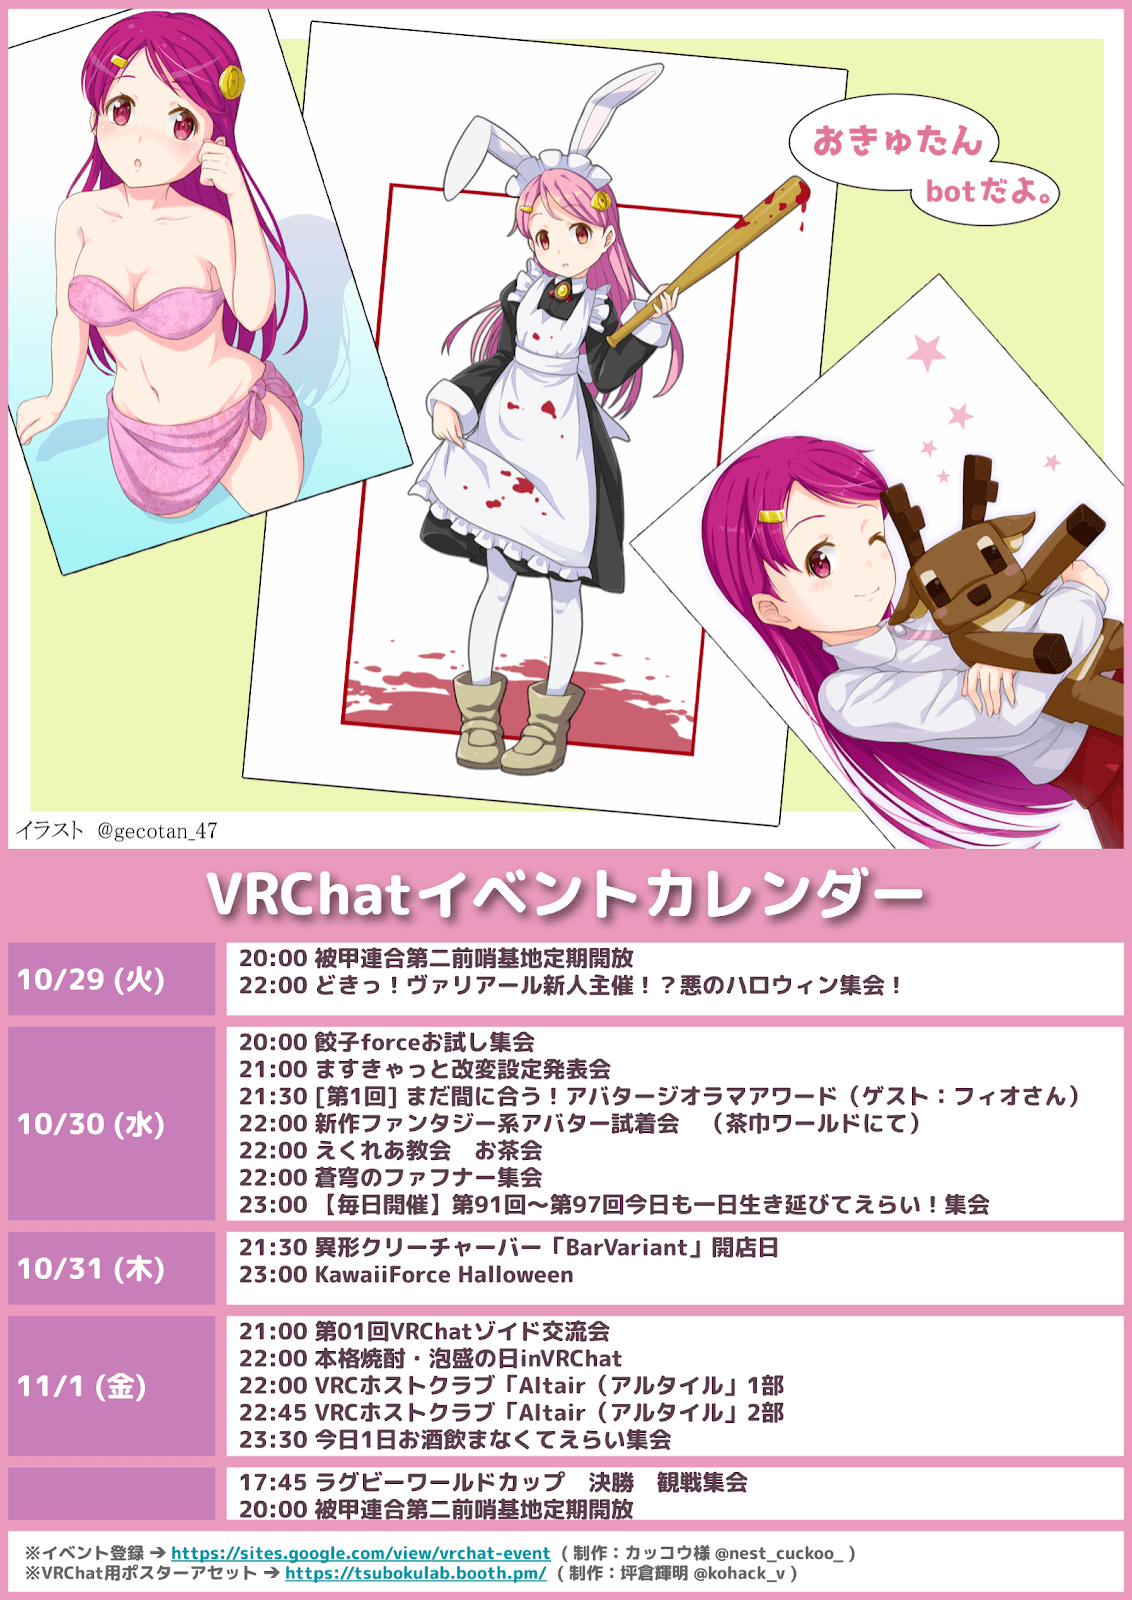 おきゅたん
botだよ。
イラスト @gecotan_47
VRChatイベントカレンダー
10/29 (火)
20:00 被甲連合第二前哨基地定期開放
22:00 どきっ！ヴァリアール新人主催！？悪のハロウィン集会！
10/30 (水)
20:00 餃子forceお試し集会
21:00 ますきゃっと改変設定発表会
21:30 [第1回] まだ間に合う！アバタージオラマアワード（ゲスト：フィオさん）
22:00 新作ファンタジー系アバター試着会　（茶巾ワールドにて）
22:00 えくれあ教会　お茶会
22:00 蒼穹のファフナー集会
23:00 【毎日開催】第91回～第97回今日も一日生き延びてえらい！集会
10/31 (木)
21:30 異形クリーチャーバー「BarVariant」開店日
23:00 KawaiiForce Halloween
11/1 (金)
21:00 第01回VRChatゾイド交流会
22:00 本格焼酎・泡盛の日inVRChat
22:00 VRCホストクラブ「Altair（アルタイル」1部
22:45 VRCホストクラブ「Altair（アルタイル」2部
23:30 今日1日お酒飲まなくてえらい集会
17:45 ラグビーワールドカップ　決勝　観戦集会
20:00 被甲連合第二前哨基地定期開放
※イベント登録 → https://sites.google.com/view/vrchat-event （制作：カッコウ様 @nest_cuckoo_ ）
※VRChat用ポスターアセット → https://tsubokulab.booth.pm/ （制作：坪倉輝明 @kohack_v ）